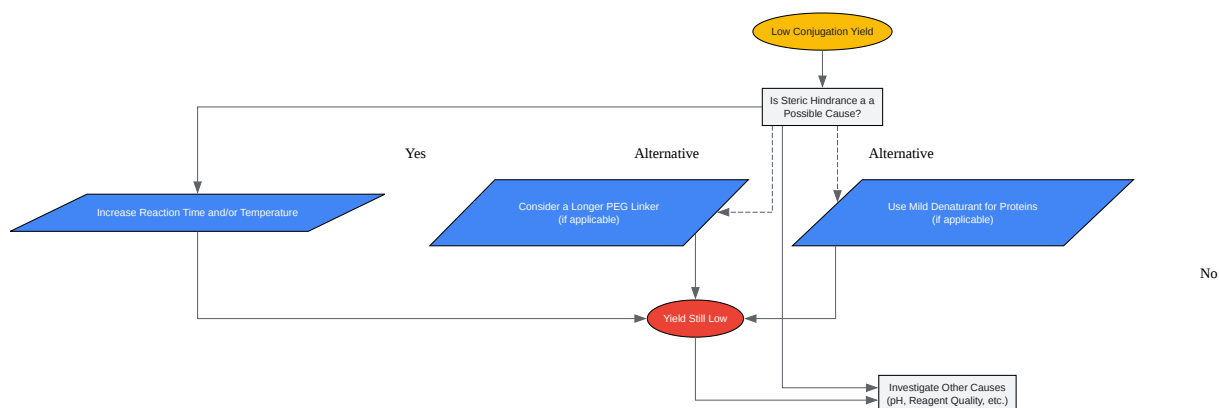 Low Conjugation Yield
Is Steric Hindrance a a
Possible Cause?
Yes
Alternative
Alternative
Increase Reaction Time and/or Temperature
Consider a Longer PEG Linker
(if applicable)
Use Mild Denaturant for Proteins
(if applicable)
No
Yield Still Low
Investigate Other Causes
(pH, Reagent Quality, etc.)